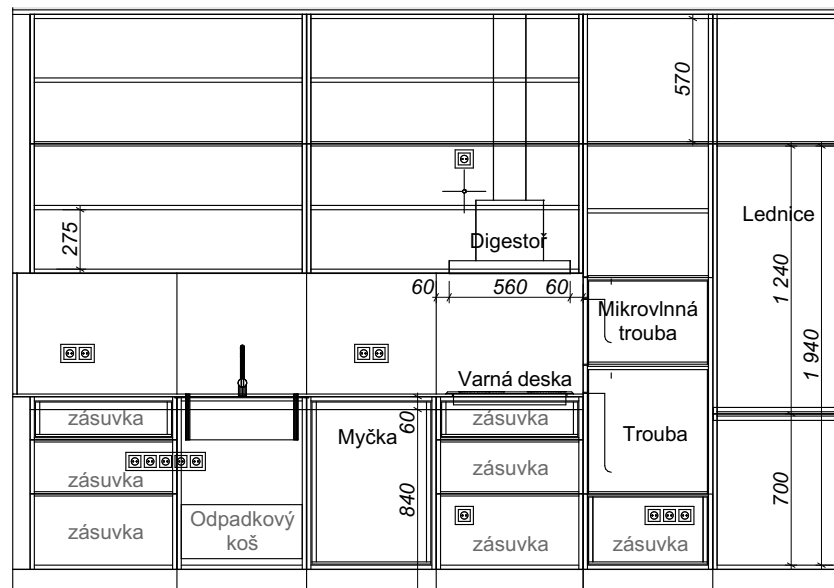 570
Lednice
275
Digestoř
1 240
60
560
60
Mikrovlnná
trouba
1 940
Varná deska
zásuvka
60
zásuvka
Myčka
Trouba
zásuvka
zásuvka
840
700
Odpadkový
koš
zásuvka
zásuvka
zásuvka